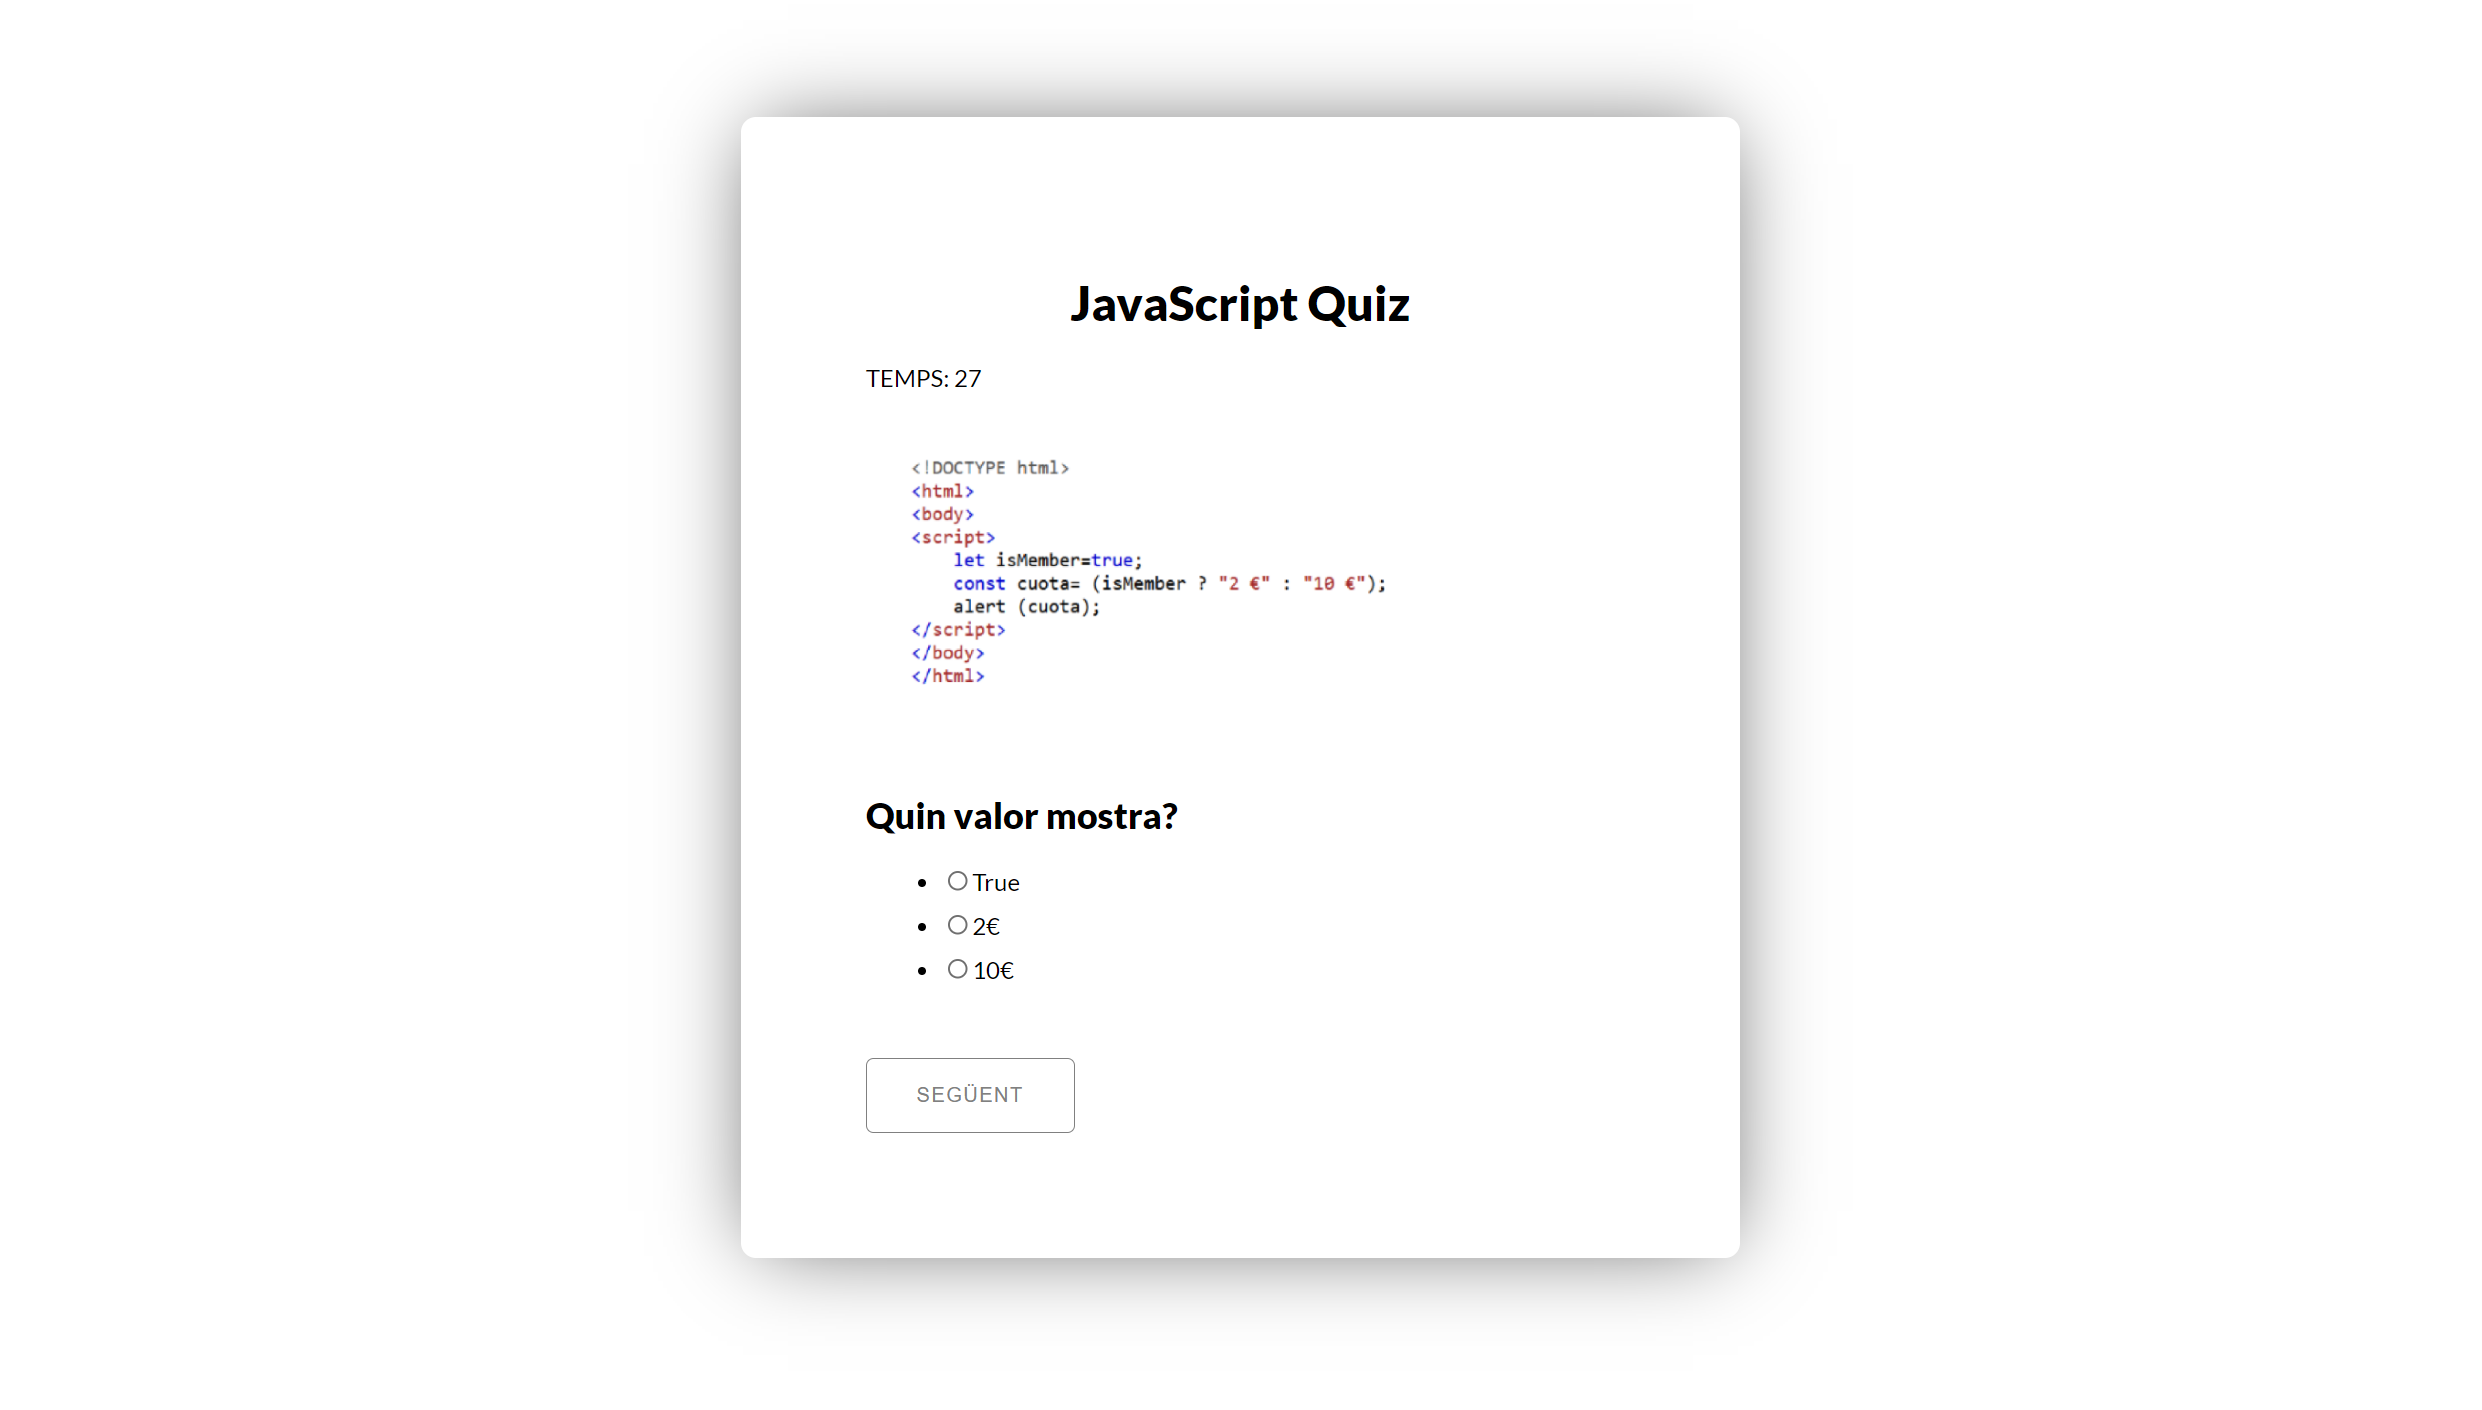 JavaScript Quiz
TEMPS: 27
<!DOCTYPE html>
<html>
<body>
<script>
let isMember=true;
const cuota= (isMember ? "2 €" : "10 €");
alert (cuota);
</script>
</body>
</html>
Quin valor mostra?
True
2€
10€
SEGÜENT